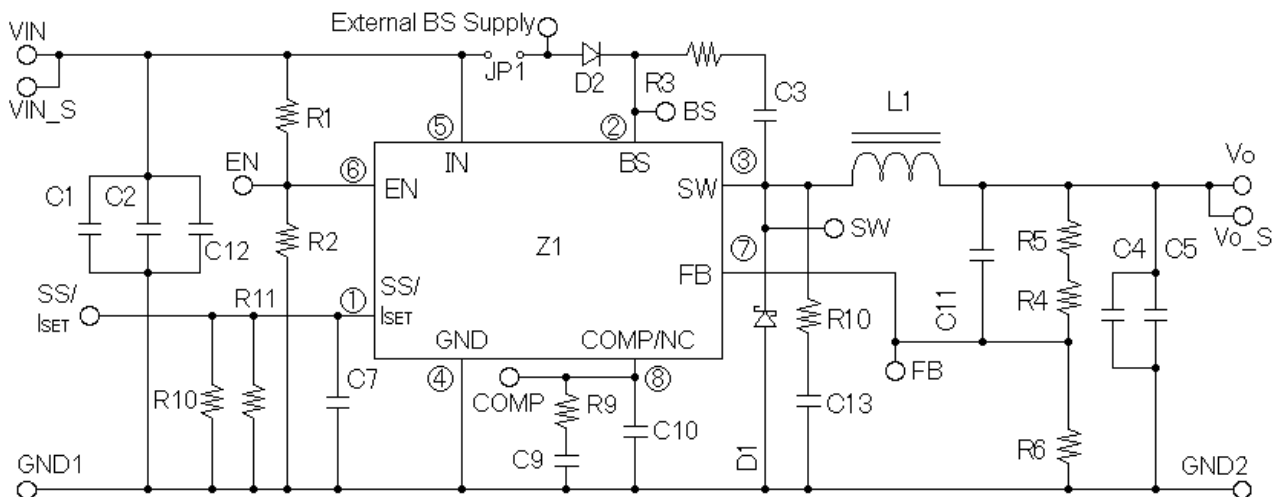 VIN
External BS Supply
VIN_S
JP1
D2
R3
C3
L1
R1
BS
⑤
②
③
Vo
EN
⑥
IN
BS
EN
SW
C1
C2
C12
R2
Z1
SW
R5
C4
C5
Vo_S
⑦
FB
SS/
ISET
R11
①
SS/
ISET
R10
C11
R4
GND
COMP/NC
④
⑧
FB
R10
C7
COMP
R9
C10
C13
C9
D1
R6
GND1
GND2